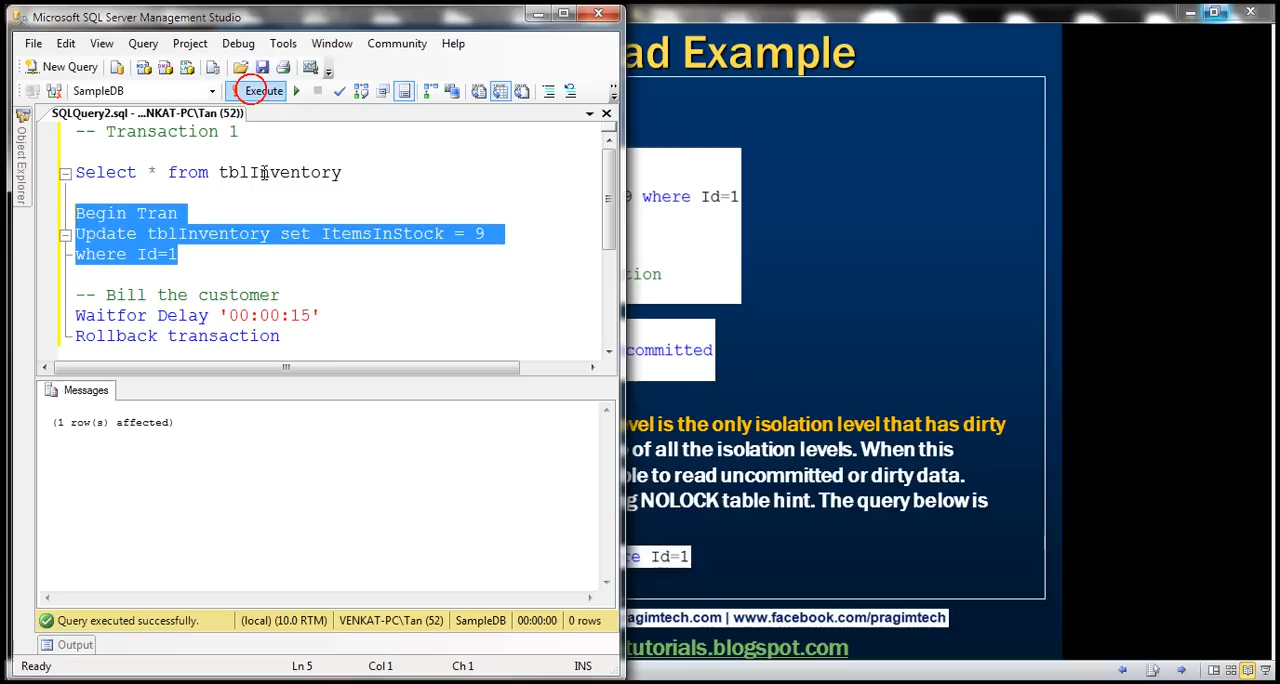 Microsoft SQL Server Management Studio
File Edit View Query Project Debug Tools Window Community Help
New Query
SampleDB
Execute
SQLQuery2.sql - ...NKAT-PC\Tan (52))
Object Explorer
-- Transaction 1
Select * from tblInventory
Begin Tran
Update tblInventory set ItemsInStock = 9
where Id=1
-- Bill the customer
Waitfor Delay '00:00:15'
Rollback transaction
Messages
(1 row(s) affected)
Query executed successfully. (local) (10.0 RTM) VENKAT-PC\Tan (52) SampleDB 00:00:00 0 rows
Output
Ready Ln 5 Col 1 Ch 1 INS
ad Example
9 where Id=1
tion
committed
vel is the only isolation level that has dirty
of all the isolation levels. When this
ble to read uncommitted or dirty data.
g NOLOCK table hint. The query below is
re Id=1
agimtech.com | www.facebook.com/pragimtech
tutorials.blogspot.com